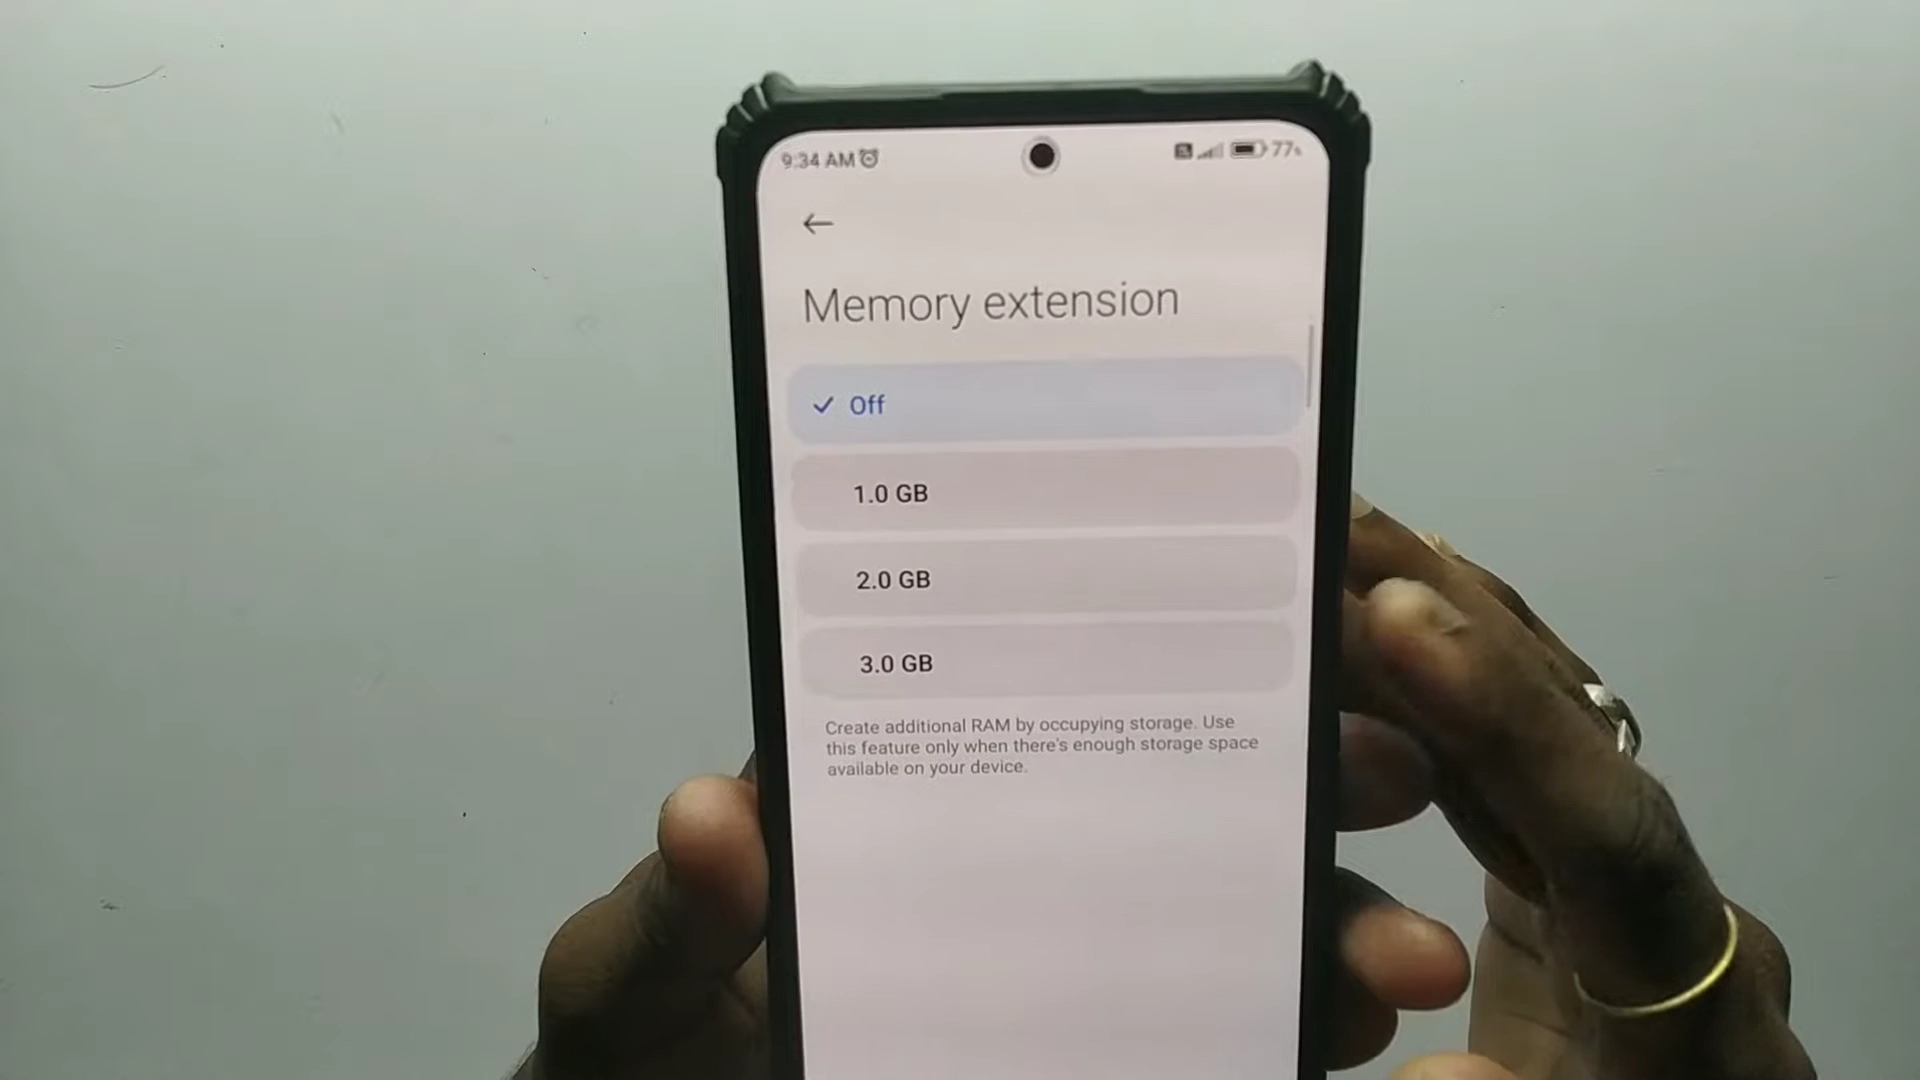 9:34 AM
77%
Memory extension
Off
1.0 GB
2.0 GB
3.0 GB
Create additional RAM by occupying storage. Use
this feature only when there's enough storage space
available on your device.